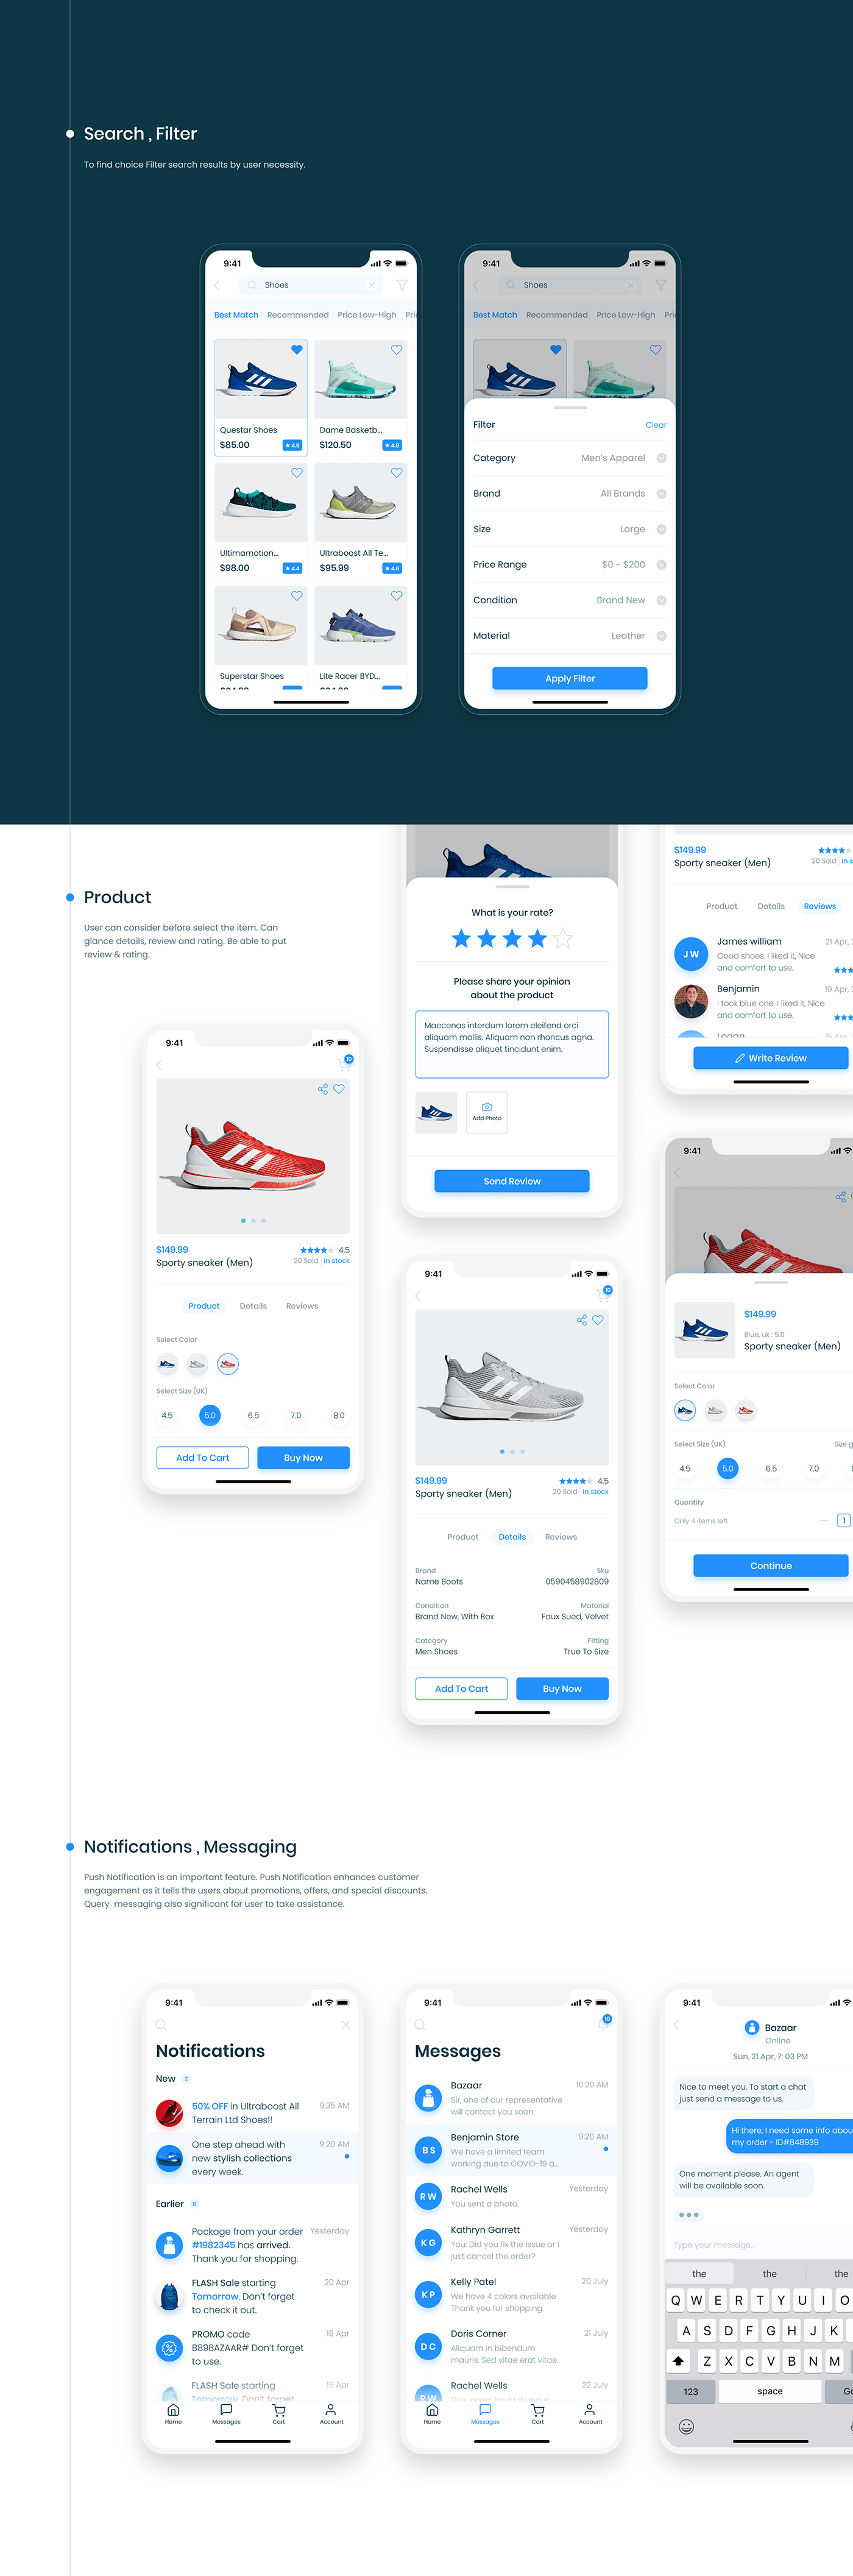 Search , Filter
To find choice Filter search results by user necessity.
9:41
Shoes
Best Match Recommended Price Low-High
Questar Shoes
$85.00 4.9
Dame Basketb...
$120.50 4.8
Ultimamotion...
$98.00 4.4
Ultraboost All Te...
$95.99 4.6
Superstar Shoes
Lite Racer BYD...
9:41
Shoes
Best Match Recommended Price Low-High
Filter Clear
Category Men's Apparel
Brand All Brands
Size Large
Price Range $0 - $200
Condition Brand New
Material Leather
Apply Filter
Product
User can consider before select the item. Can
glance details, review and rating. Be able to put
review & rating.
9:41
10
$149.99 4.5
Sporty sneaker (Men) 20 Sold In stock
Product Details Reviews
Select Color
Select Size (UK)
4.5 5.0 6.5 7.0 8.0
Add To Cart Buy Now
What is your rate?
Please share your opinion
about the product
Maecenas interdum lorem eleifend orci
aliquam mollis. Aliquam non rhoncus agna.
Suspendisse aliquet tincidunt enim.
Add Photo
Send Review
9:41
10
$149.99 4.5
Sporty sneaker (Men) 20 Sold In stock
Product Details Reviews
Brand Sku
Name Boots 0590458902809
Condition Material
Brand New, With Box Faux Sued, Velvet
Category Fitting
Men Shoes True To Size
Add To Cart Buy Now
$149.99
Sporty sneaker (Men) 20 Sold In s
Product Details Reviews
JW
James william 21 Apr,
Good shoes. I liked it, Nice
and comfort to use.
Benjamin 19 Apr,
I took blue one. I liked it, Nice
and comfort to use.
Logan 15 Apr,
Write Review
9:41
$149.99
Blue, uk : 5.0
Sporty sneaker (Men)
Select Color
Select Size (UK) Size g
4.5 5.0 6.5 7.0
Quontity
Only 4 items left 1
Continue
Notifications , Messaging
Push Notification is an important feature. Push Notification enhances customer
engagement as it tells the users about promotions, offers, and special discounts.
Query messaging also significant for user to take assistance.
9:41
Notifications
New 2
50% OFF in Ultraboost All 9:35 AM
Terrain Ltd Shoes!!
One step ahead with 9:20 AM
new stylish collections
every week.
Earlier
Package from your order Yesterday
#1982345 has arrived.
Thank you for shopping.
FLASH Sale starting 20 Apr
Tomorrow. Don't forget
to check it out.
PROMO code 19 Apr
B89BAZAAR# Don't forget
to use.
FLASH Sale starting 15 Apr
Tomorrow. Don't forget
Home Messages Cart Account
9:41
10
Messages
Bazaar 10:20 AM
Sir, one of our representative
will contact you soon.
BS
Benjamin Store 9:20 AM
We have a limited team
working due to COVID-19 a...
RW
Rachel Wells Yesterday
You sent a photo.
KG
Kathryn Garrett Yesterday
You: Did you fix the issue or I
just cancel the order?
KP
Kelly Patel 20 July
We have 4 colors available
Thank you for shopping.
DC
Doris Corner 21 July
Aliquam in bibendum
mauris. Sed vitae erat vitae.
RW
Rachel Wells 22 July
Home Messages Cart Account
9:41
Bazaar
Online
Sun, 21 Apr, 7: 03 PM
Nice to meet you. To start a chat
just send a message to us.
Hi there, I need some info abou
my order - ID#848939
One moment please. An agent
will be available soon.
Type your message...
the the the
Q W E R T Y U I O
A S D F G H J K
Z X C V B N M
123 space Go